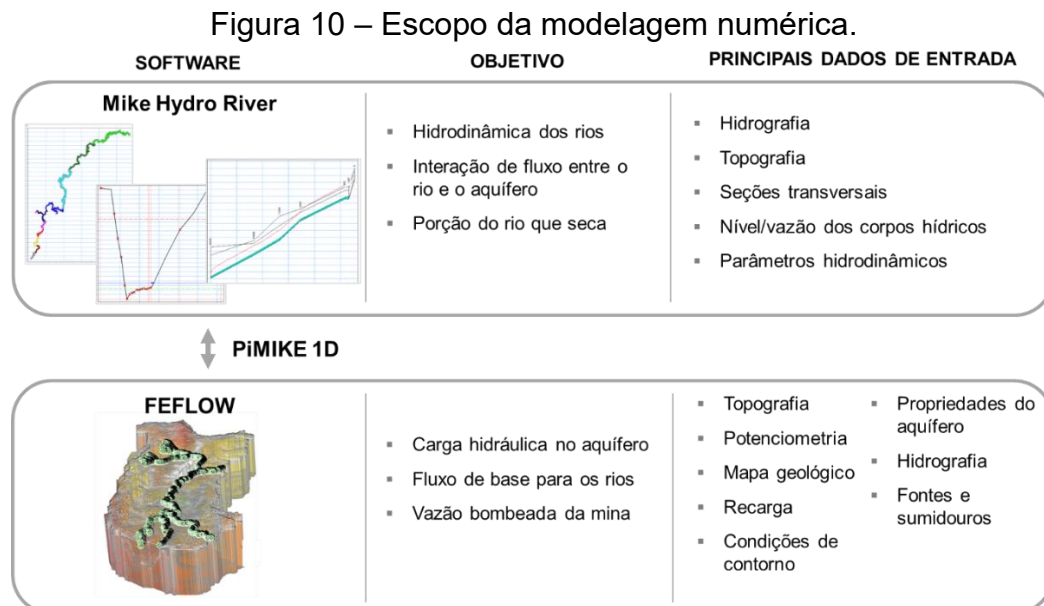 Figura 10 – Escopo da modelagem numérica.
SOFTWARE
OBJETIVO
PRINCIPAIS DADOS DE ENTRADA
Mike Hydro River
▪ Hidrodinâmica dos rios
▪ Interação de fluxo entre o
rio e o aquífero
▪ Porção do rio que seca
▪ Hidrografia
▪ Topografia
▪ Seções transversais
▪ Nível/vazão dos corpos hídricos
▪ Parâmetros hidrodinâmicos
PiMIKE 1D
FEFLOW
▪ Carga hidráulica no aquífero
▪ Fluxo de base para os rios
▪ Vazão bombeada da mina
▪ Topografia
▪ Potenciometria
▪ Mapa geológico
▪ Recarga
▪ Condições de
contorno
▪ Propriedades do
aquífero
▪ Hidrografia
▪ Fontes e
sumidouros